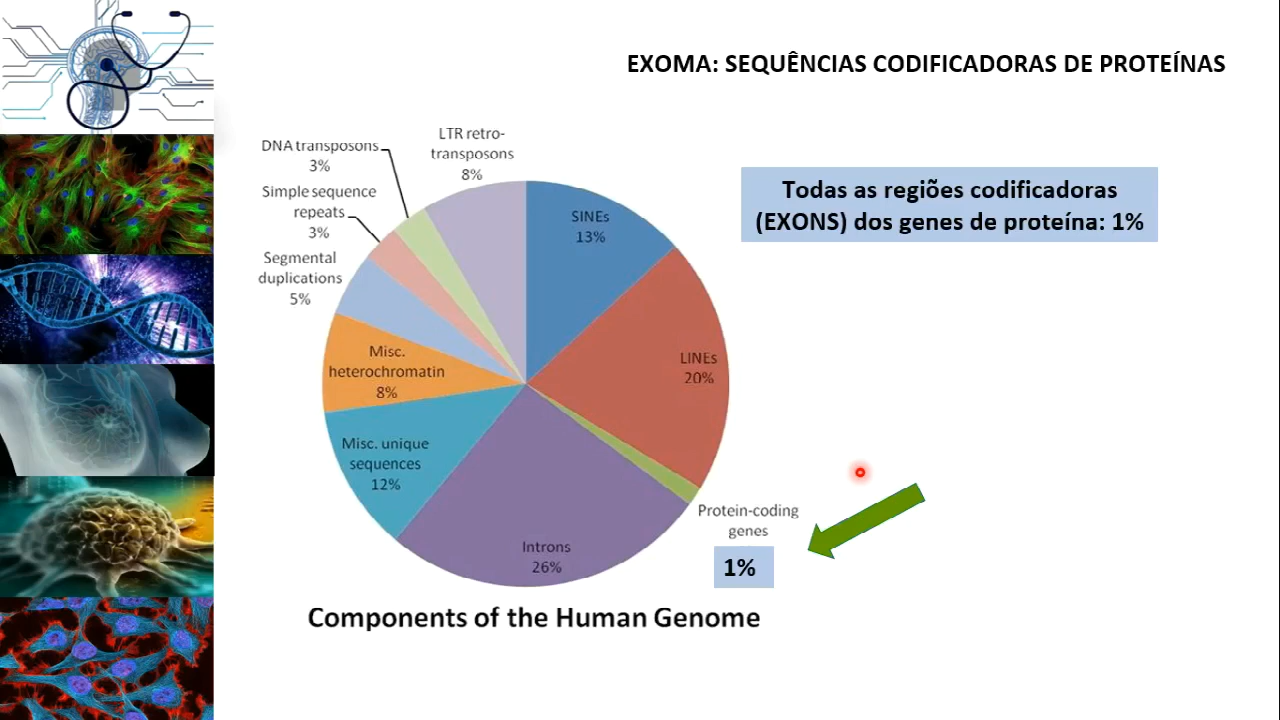 EXOMA: SEQUÊNCIAS CODIFICADORAS DE PROTEÍNAS
Todas as regiões codificadoras
(EXONS) dos genes de proteína: 1%
LTR retro-
transposons
8%
DNA transposons
3%
Simple sequence
repeats
3%
Segmental
duplications
5%
Misc.
heterochromatin
8%
Misc. unique
sequences
12%
Introns
26%
SINEs
13%
LINEs
20%
Protein-coding
genes
1%
Components of the Human Genome